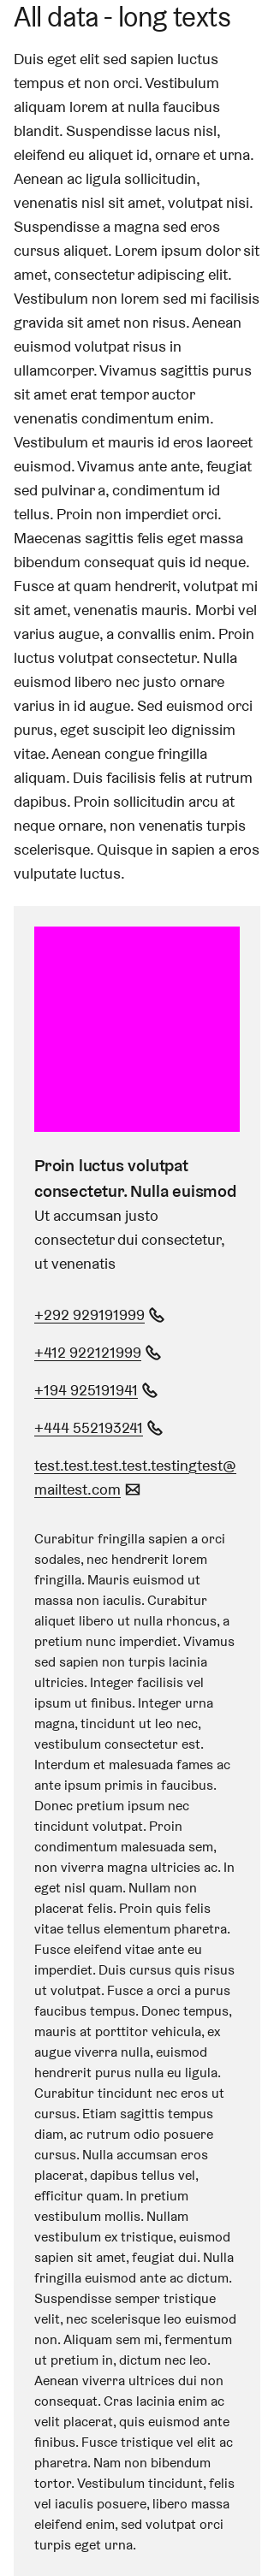 All data - long texts
Duis eget elit sed sapien luctus
tempus et non orci. Vestibulum
aliquam lorem at nulla faucibus
blandit. Suspendisse lacus nisl,
eleifend eu aliquet id, ornare et urna.
Aenean ac ligula sollicitudin,
venenatis nisl sit amet, volutpat nisi.
Suspendisse a magna sed eros
cursus aliquet. Lorem ipsum dolor sit
amet, consectetur adipiscing elit.
Vestibulum non lorem sed mi facilisis
gravida sit amet non risus. Aenean
euismod volutpat risus in
ullamcorper. Vivamus sagittis purus
sit amet erat tempor auctor
venenatis condimentum enim.
Vestibulum et mauris id eros laoreet
euismod. Vivamus ante ante, feugiat
sed pulvinar a, condimentum id
tellus. Proin non imperdiet orci.
Maecenas sagittis felis eget massa
bibendum consequat quis id neque.
Fusce at quam hendrerit, volutpat mi
sit amet, venenatis mauris. Morbi vel
varius augue, a convallis enim. Proin
luctus volutpat consectetur. Nulla
euismod libero nec justo ornare
varius in id augue. Sed euismod orci
purus, eget suscipit leo dignissim
vitae. Aenean congue fringilla
aliquam. Duis facilisis felis at rutrum
dapibus. Proin sollicitudin arcu at
neque ornare, non venenatis turpis
scelerisque. Quisque in sapien a eros
vulputate luctus.
Proin luctus volutpat
consectetur. Nulla euismod
Ut accumsan justo
consectetur dui consectetur,
ut venenatis
+292 929191999
+412 922121999
+194 925191941
+444 552193241
test.test.test.test.testingtest@
mailtest.com
Curabitur fringilla sapien a orci
sodales, nec hendrerit lorem
fringilla. Mauris euismod ut
massa non iaculis. Curabitur
aliquet libero ut nulla rhoncus, a
pretium nunc imperdiet. Vivamus
sed sapien non turpis lacinia
ultricies. Integer facilisis vel
ipsum ut finibus. Integer urna
magna, tincidunt ut leo nec,
vestibulum consectetur est.
Interdum et malesuada fames ac
ante ipsum primis in faucibus.
Donec pretium ipsum nec
tincidunt volutpat. Proin
condimentum malesuada sem,
non viverra magna ultricies ac. In
eget nisl quam. Nullam non
placerat felis. Proin quis felis
vitae tellus elementum pharetra.
Fusce eleifend vitae ante eu
imperdiet. Duis cursus quis risus
ut volutpat. Fusce a orci a purus
faucibus tempus. Donec tempus,
mauris at porttitor vehicula, ex
augue viverra nulla, euismod
hendrerit purus nulla eu ligula.
Curabitur tincidunt nec eros ut
cursus. Etiam sagittis tempus
diam, ac rutrum odio posuere
cursus. Nulla accumsan eros
placerat, dapibus tellus vel,
efficitur quam. In pretium
vestibulum mollis. Nullam
vestibulum ex tristique, euismod
sapien sit amet, feugiat dui. Nulla
fringilla euismod ante ac dictum.
Suspendisse semper tristique
velit, nec scelerisque leo euismod
non. Aliquam sem mi, fermentum
ut pretium in, dictum nec leo.
Aenean viverra ultrices dui non
consequat. Cras lacinia enim ac
velit placerat, quis euismod ante
finibus. Fusce tristique vel elit ac
pharetra. Nam non bibendum
tortor. Vestibulum tincidunt, felis
vel iaculis posuere, libero massa
eleifend enim, sed volutpat orci
turpis eget urna.